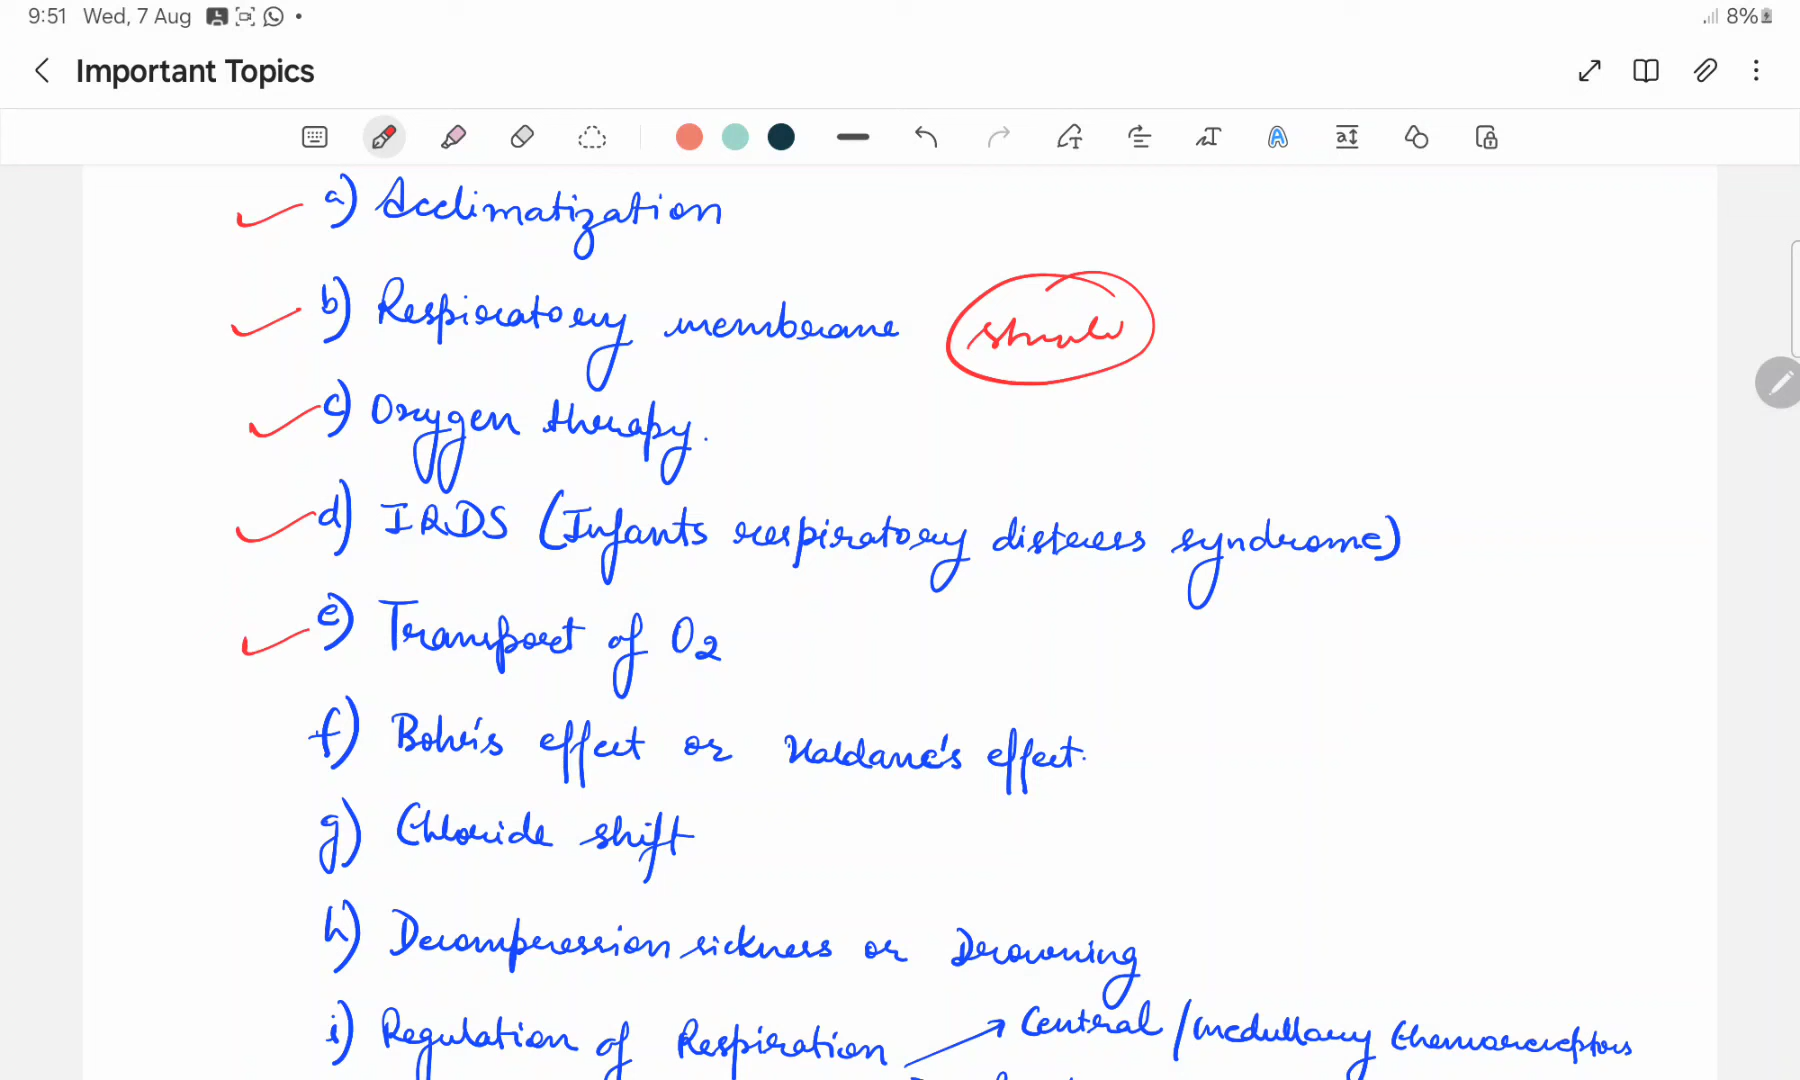 9:51 Wed, 7 Aug
8%
Important Topics
a) Acclimatization
b) Respiratory membrane
c) Oxygen therapy.
d) IRDS (Infants respiratory distress syndrome)
e) Transport of O2
f) Bohr's effect or Haldane's effect.
g) Chloride shift
h) Decompression sickness or Drowning
i) Regulation of Respiration → Central / medullary chemoreceptors